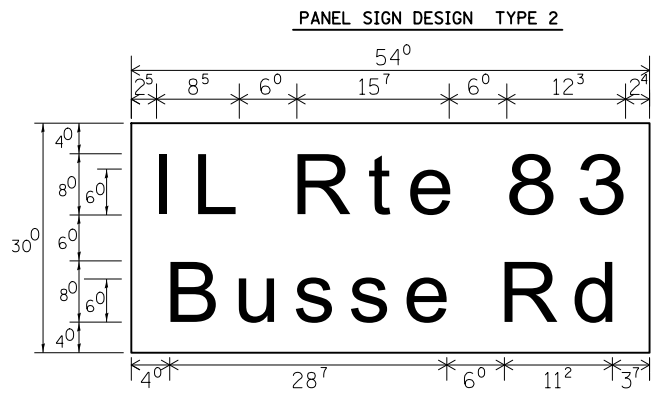 PANEL SIGN DESIGN TYPE 2
54⁰
2⁵ 8⁵ 6⁰ 15⁷ 6⁰ 12³ 2⁴
4⁰
8⁰ 6⁰
IL Rte 83
30⁰ 6⁰
8⁰ 6⁰
Busse Rd
4⁰
4⁰ 28⁷ 6⁰ 11² 3⁷